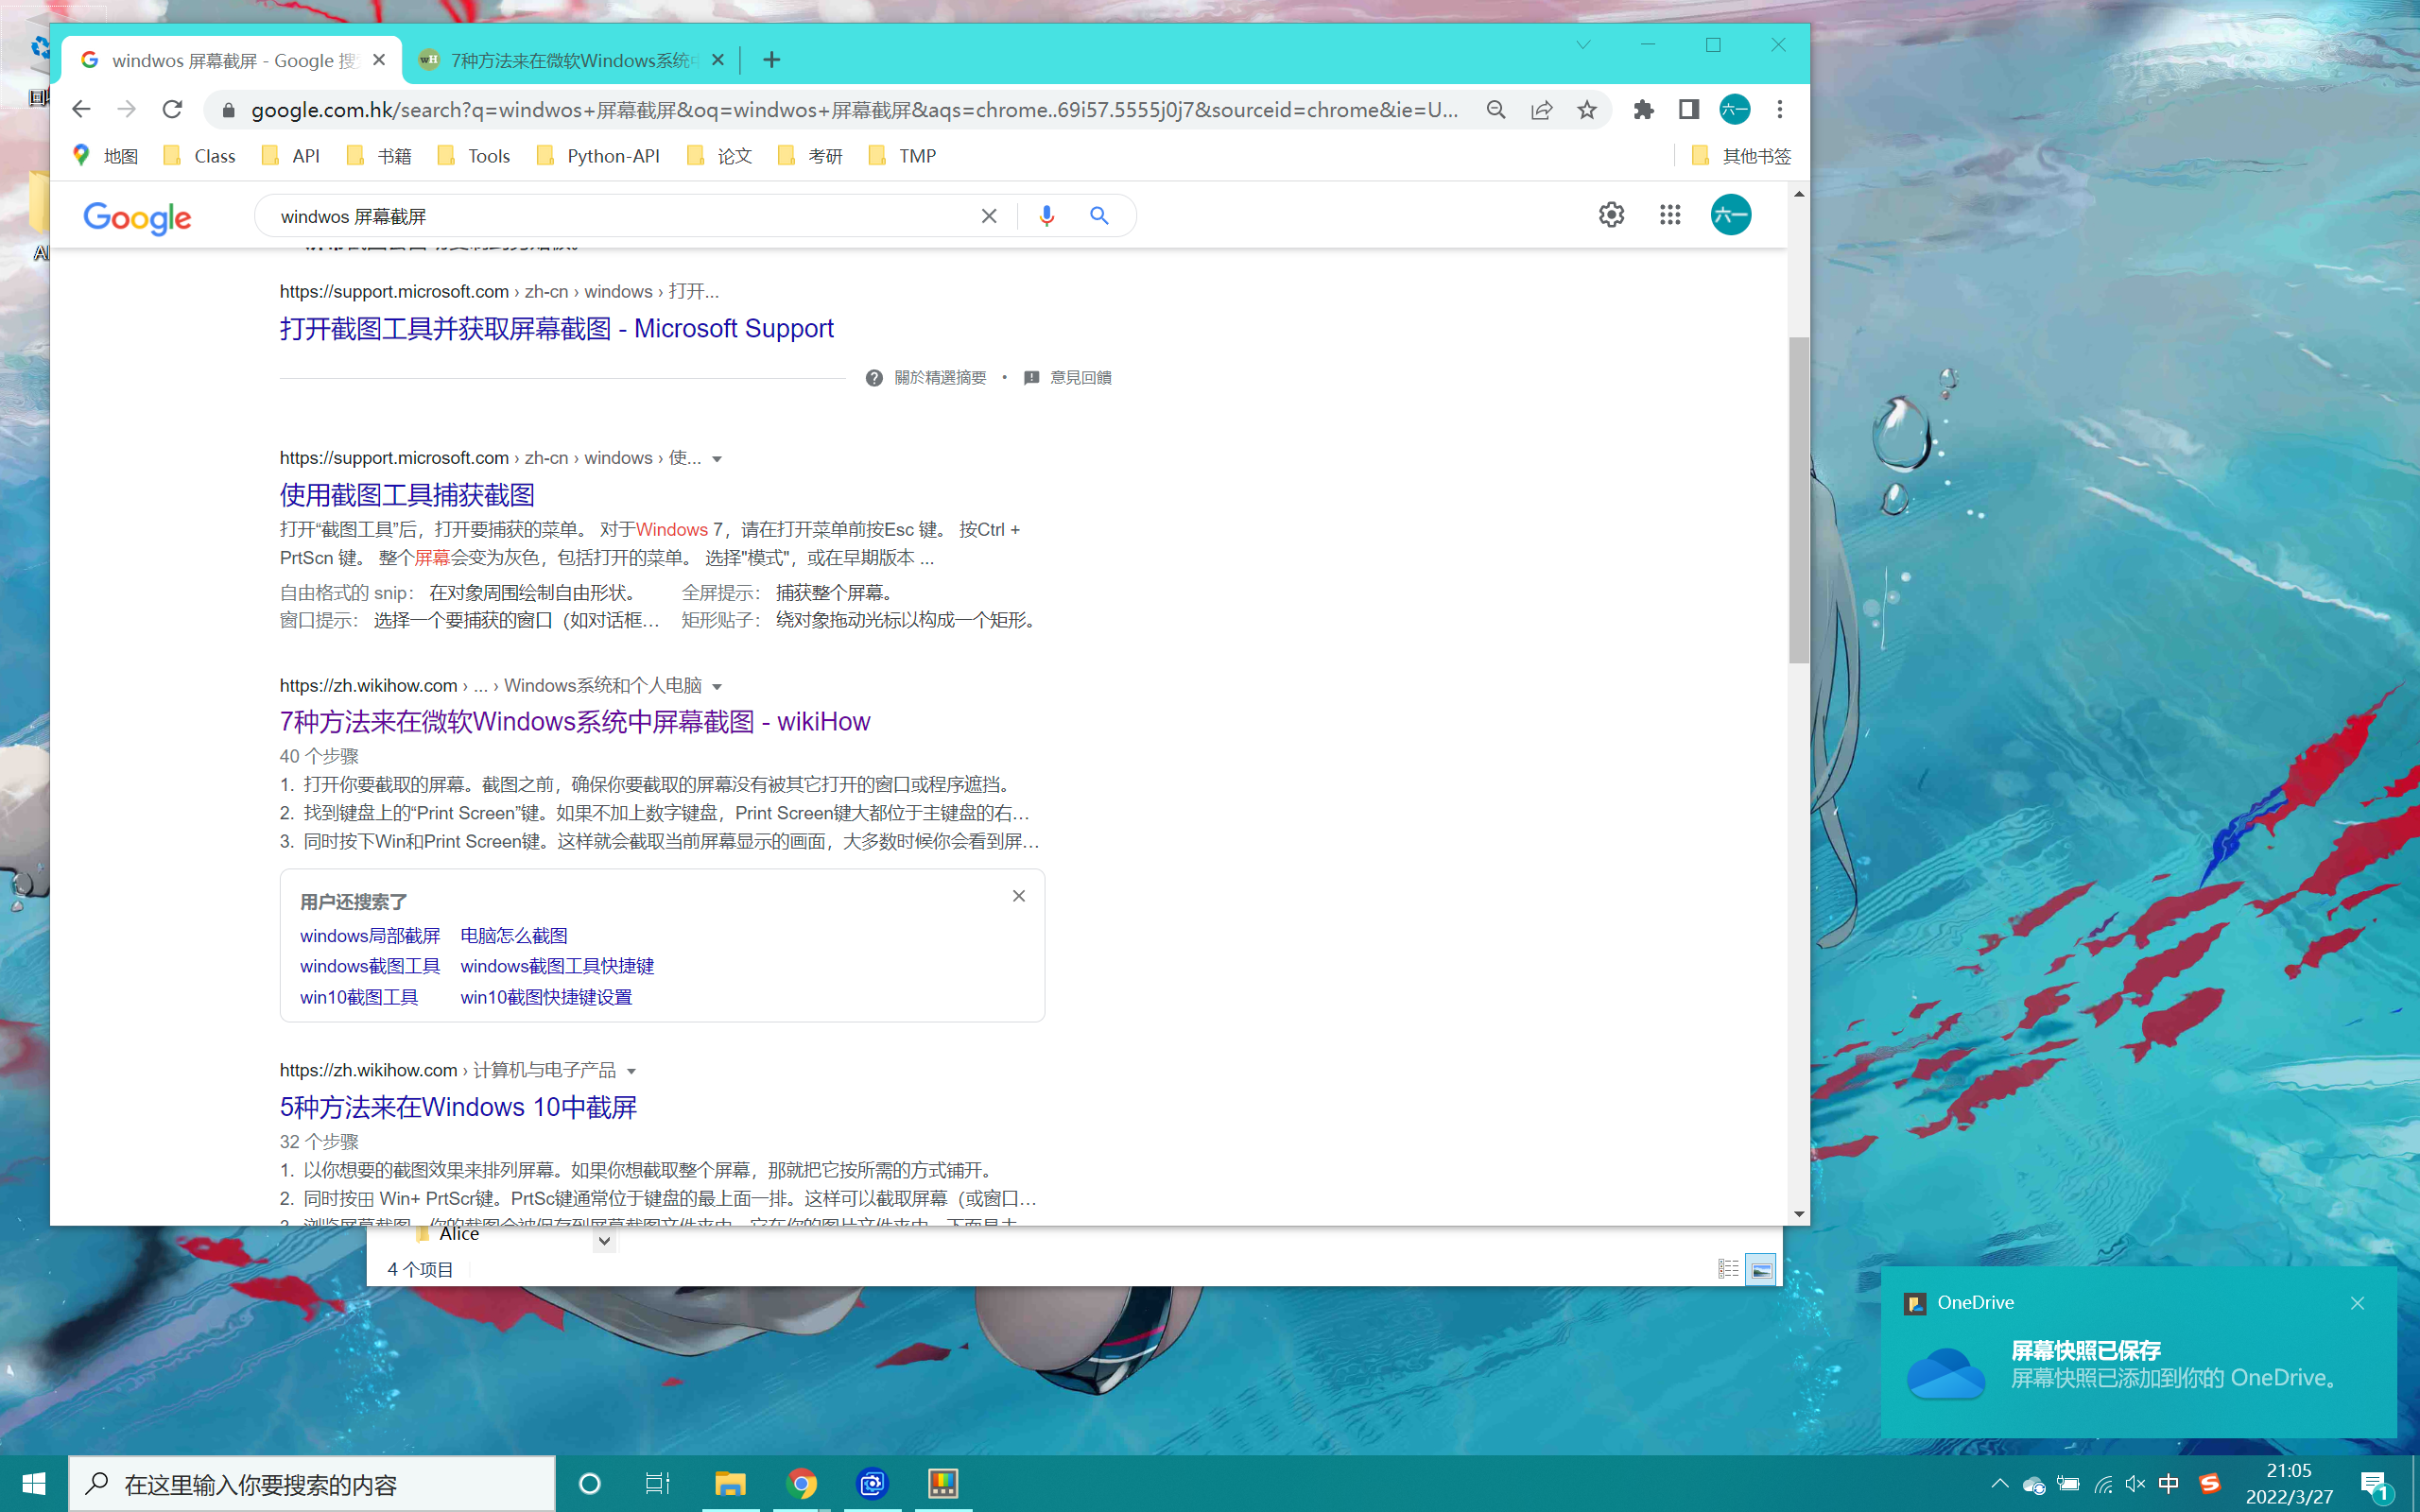 windwos 屏幕截屏 - Google 搜
7种方法来在微软Windows系统中
google.com.hk/search?q=windwos+屏幕截屏&oq=windwos+屏幕截屏&aqs=chrome..69i57.5555j0j7&sourceid=chrome&ie=U...
六一
地图
Class
API
书籍
Tools
Python-API
论文
考研
TMP
其他书签
Google
windwos 屏幕截屏
六一
https://support.microsoft.com › zh-cn › windows › 打开...
打开截图工具并获取屏幕截图 - Microsoft Support
關於精選摘要 • 意見回饋
https://support.microsoft.com › zh-cn › windows › 使...
使用截图工具捕获截图
打开“截图工具”后，打开要捕获的菜单。 对于Windows 7，请在打开菜单前按Esc 键。 按Ctrl +
PrtScn 键。 整个屏幕会变为灰色，包括打开的菜单。 选择"模式"，或在早期版本 ...
自由格式的 snip： 在对象周围绘制自由形状。 全屏提示： 捕获整个屏幕。
窗口提示： 选择一个要捕获的窗口（如对话框... 矩形贴子： 绕对象拖动光标以构成一个矩形。
https://zh.wikihow.com › ... › Windows系统和个人电脑
7种方法来在微软Windows系统中屏幕截图 - wikiHow
40 个步骤
1. 打开你要截取的屏幕。截图之前，确保你要截取的屏幕没有被其它打开的窗口或程序遮挡。
2. 找到键盘上的“Print Screen”键。如果不加上数字键盘，Print Screen键大都位于主键盘的右...
3. 同时按下Win和Print Screen键。这样就会截取当前屏幕显示的画面，大多数时候你会看到屏...
用户还搜索了
windows局部截屏 电脑怎么截图
windows截图工具 windows截图工具快捷键
win10截图工具 win10截图快捷键设置
https://zh.wikihow.com › 计算机与电子产品
5种方法来在Windows 10中截屏
32 个步骤
1. 以你想要的截图效果来排列屏幕。如果你想截取整个屏幕，那就把它按所需的方式铺开。
2. 同时按⊞ Win+ PrtScr键。PrtSc键通常位于键盘的最上面一排。这样可以截取屏幕（或窗口...
Alice
4 个项目
OneDrive
屏幕快照已保存
屏幕快照已添加到你的 OneDrive。
在这里输入你要搜索的内容
中
21:05
2022/3/27
1